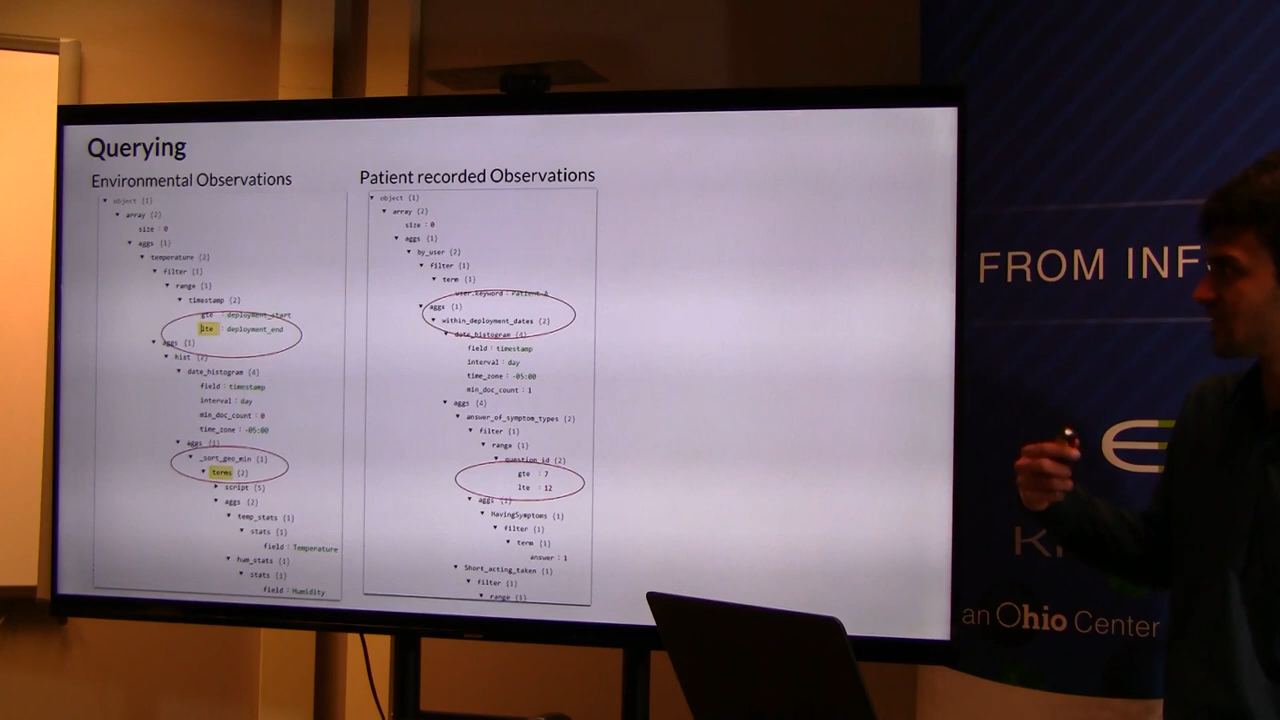 Querying
Environmental Observations
object {1}
array {2}
size : 0
aggs {1}
temperature {2}
filter {1}
range {1}
timestamp {2}
gte : deployment_start
lte : deployment_end
aggs {1}
hist {2}
date_histogram {4}
field : timestamp
interval : day
min_doc_count : 0
time_zone : -05:00
aggs {1}
_sort_geo_min {1}
terms {2}
script {5}
aggs {2}
temp_stats {1}
stats {1}
field : Temperature
hum_stats {1}
stats {1}
field : Humidity
Patient recorded Observations
object {1}
array {2}
size : 0
aggs {1}
by_user {2}
filter {1}
term {1}
user.keyword : Patient-A
aggs {1}
within_deployment_dates {2}
date_histogram {4}
field : timestamp
interval : day
time_zone : -05:00
min_doc_count : 1
aggs {4}
answer_of_symptom_types {2}
filter {1}
range {1}
question_id {2}
gte : 7
lte : 12
aggs {1}
HavingSymptoms {1}
filter {1}
term {1}
answer : 1
Short_acting_taken {1}
filter {1}
range {1}
FROM INF
an Ohio Center